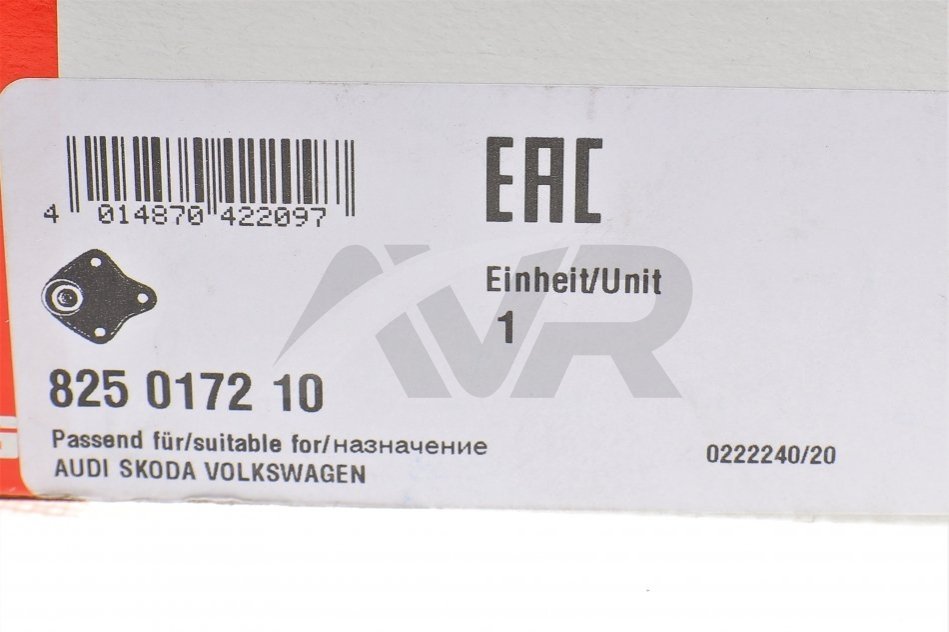 4 014870 422097
EAC
Einheit/Unit
1
825 0172 10
Passend für/suitable for/назначение
AUDI SKODA VOLKSWAGEN
0222240/20
AVR